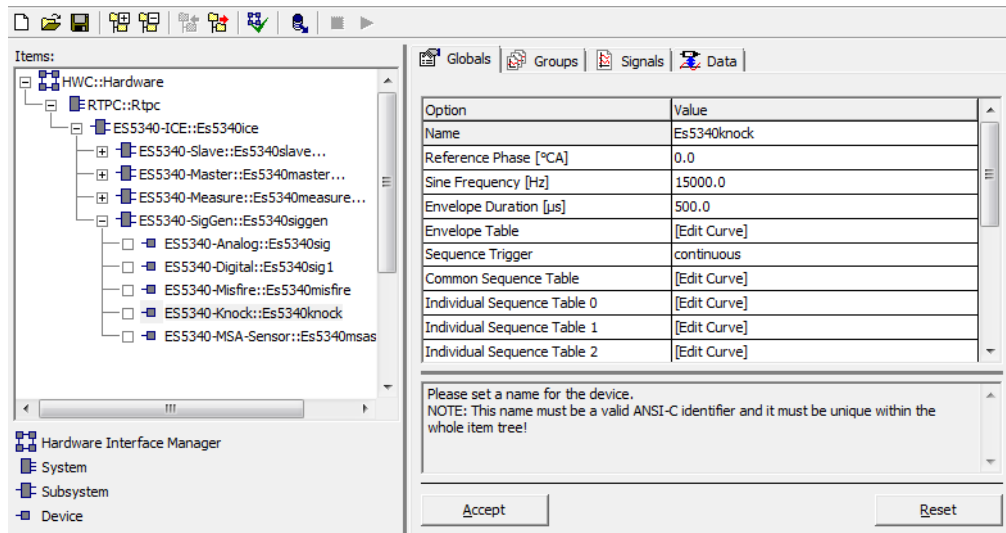 Items:
HWC::Hardware
RTPC::Rtpc
ES5340-ICE::Es5340ice
ES5340-Slave::Es5340slave...
ES5340-Master::Es5340master...
ES5340-Measure::Es5340measure...
ES5340-SigGen::Es5340siggen
ES5340-Analog::Es5340sig
ES5340-Digital::Es5340sig1
ES5340-Misfire::Es5340misfire
ES5340-Knock::Es5340knock
ES5340-MSA-Sensor::Es5340msas
Hardware Interface Manager
System
Subsystem
Device
Globals Groups Signals Data
Option Value
Name Es5340knock
Reference Phase [°CA] 0.0
Sine Frequency [Hz] 15000.0
Envelope Duration [µs] 500.0
Envelope Table [Edit Curve]
Sequence Trigger continuous
Common Sequence Table [Edit Curve]
Individual Sequence Table 0 [Edit Curve]
Individual Sequence Table 1 [Edit Curve]
Individual Sequence Table 2 [Edit Curve]
Please set a name for the device.
NOTE: This name must be a valid ANSI-C identifier and it must be unique within the
whole item tree!
Accept Reset